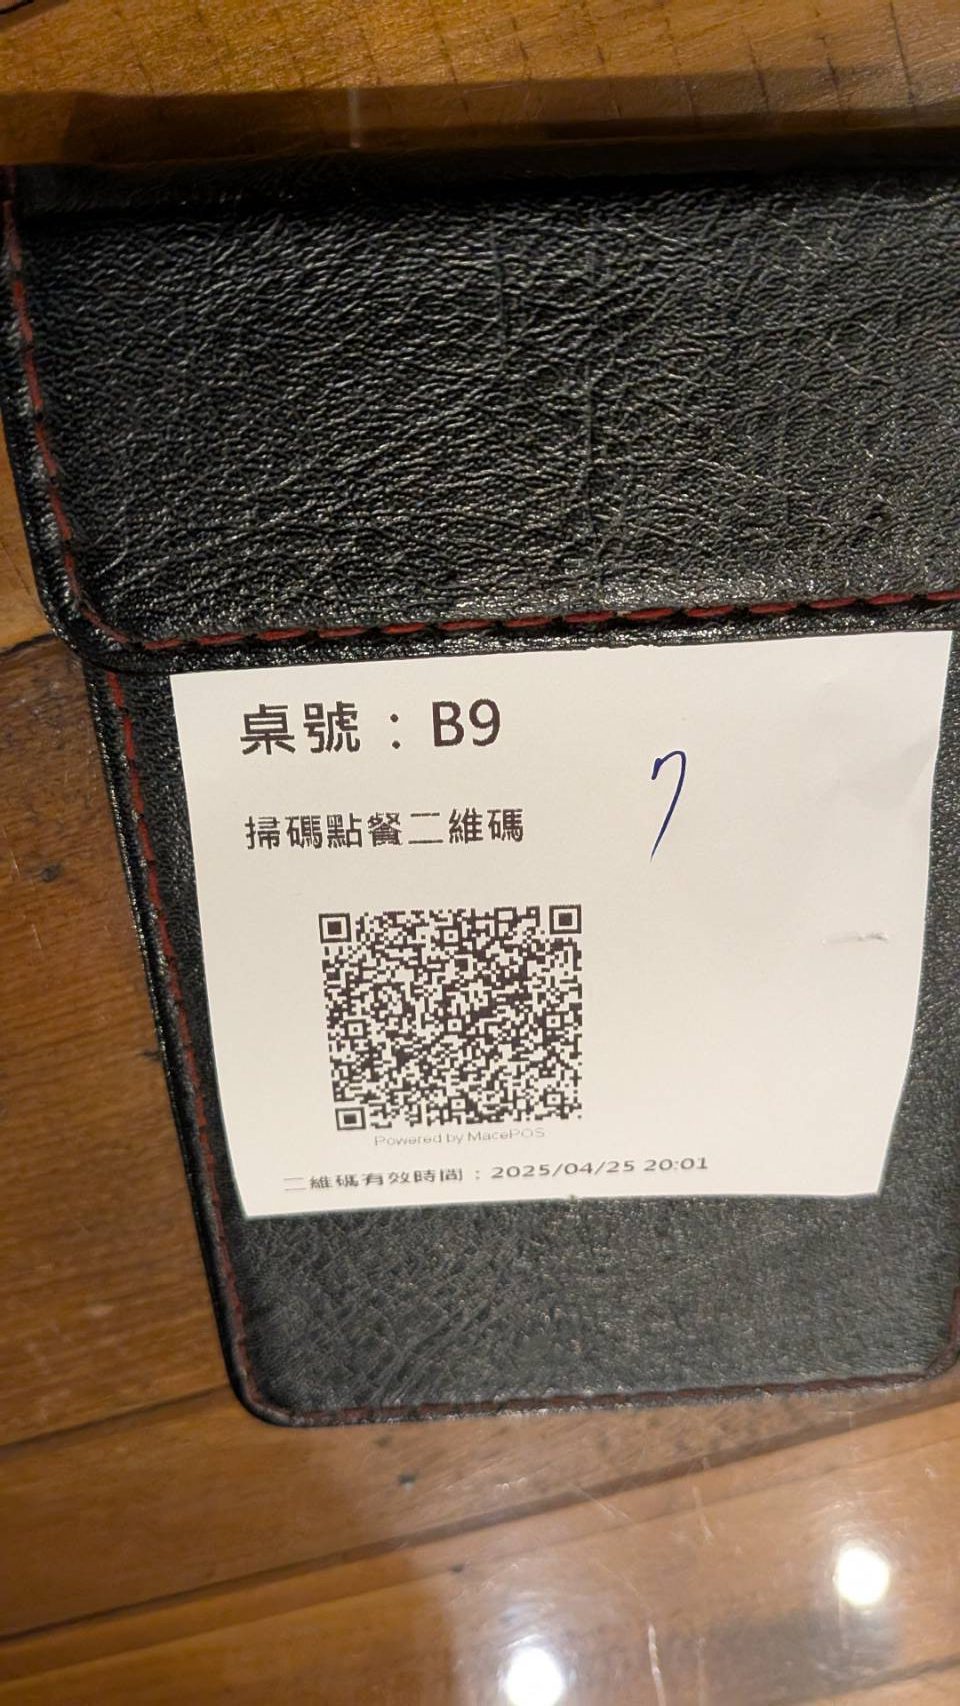 桌號：B9
7
掃碼點餐二維碼
Powered by MacePOS
二維碼有效時間：2025/04/25 20:01